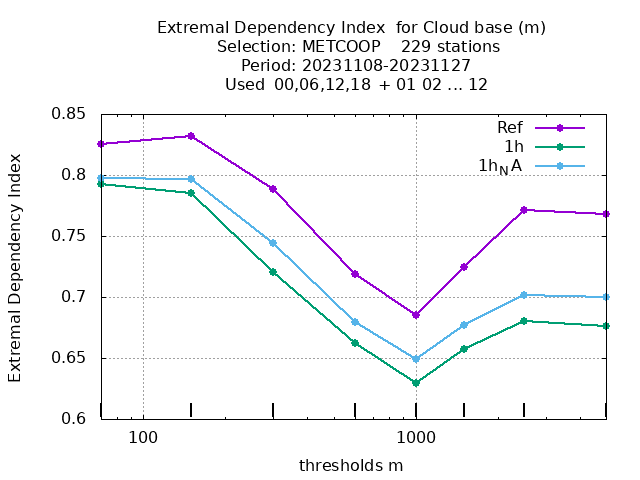 Extremal Dependency Index  for Cloud base (m)
Selection: METCOOP    229 stations
Period: 20231108-20231127
Used  00,06,12,18 + 01 02 ... 12
Extremal Dependency Index
0.85
0.8
0.75
0.7
0.65
0.6
Ref
1h
1h_NA
100
1000
thresholds m